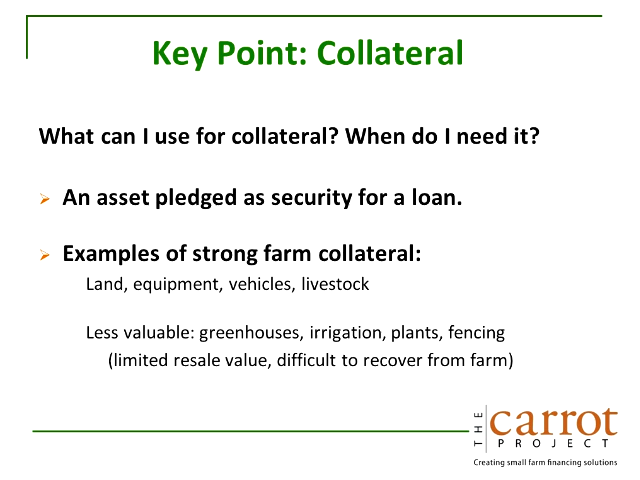 Key Point: Collateral
What can I use for collateral? When do I need it?
An asset pledged as security for a loan.
Examples of strong farm collateral:
Land, equipment, vehicles, livestock
Less valuable: greenhouses, irrigation, plants, fencing
(limited resale value, difficult to recover from farm)
THE
carrot
PROJECT
Creating small farm financing solutions